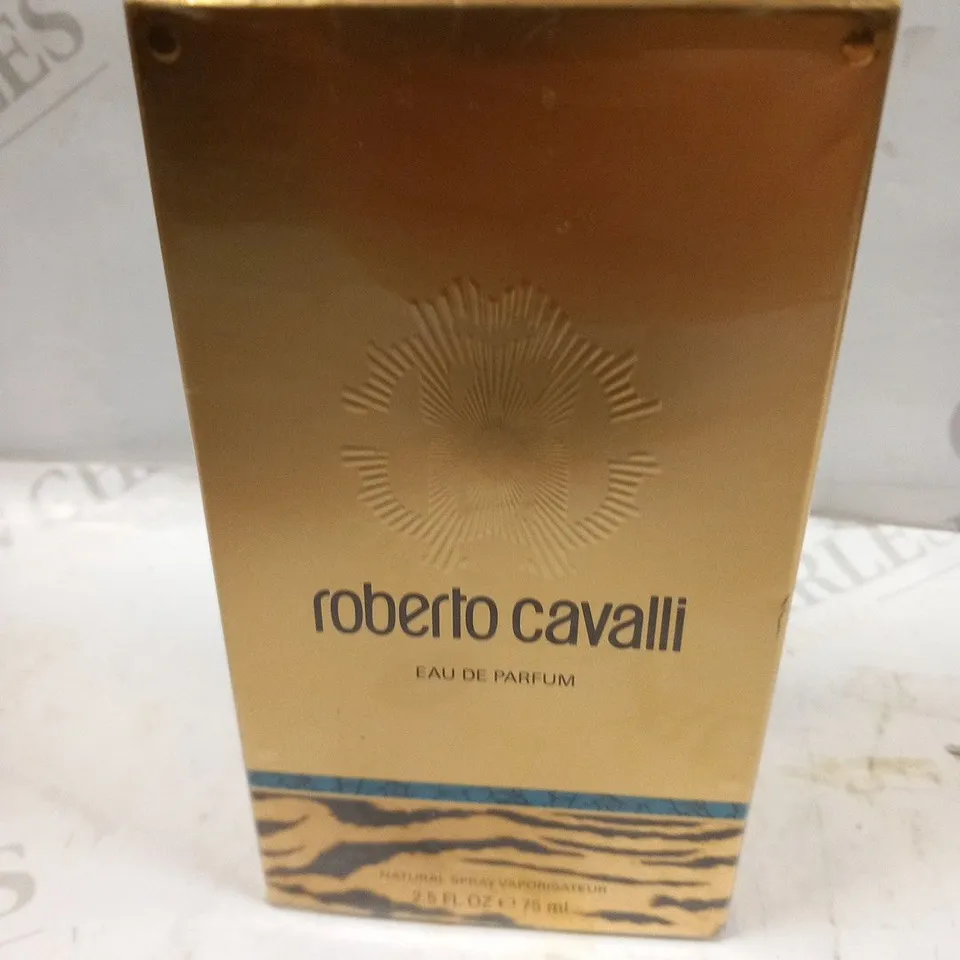 roberto cavalli
EAU DE PARFUM
NATURAL SPRAY VAPORISATEUR
2.5 FL. OZ ℮ 75 ml